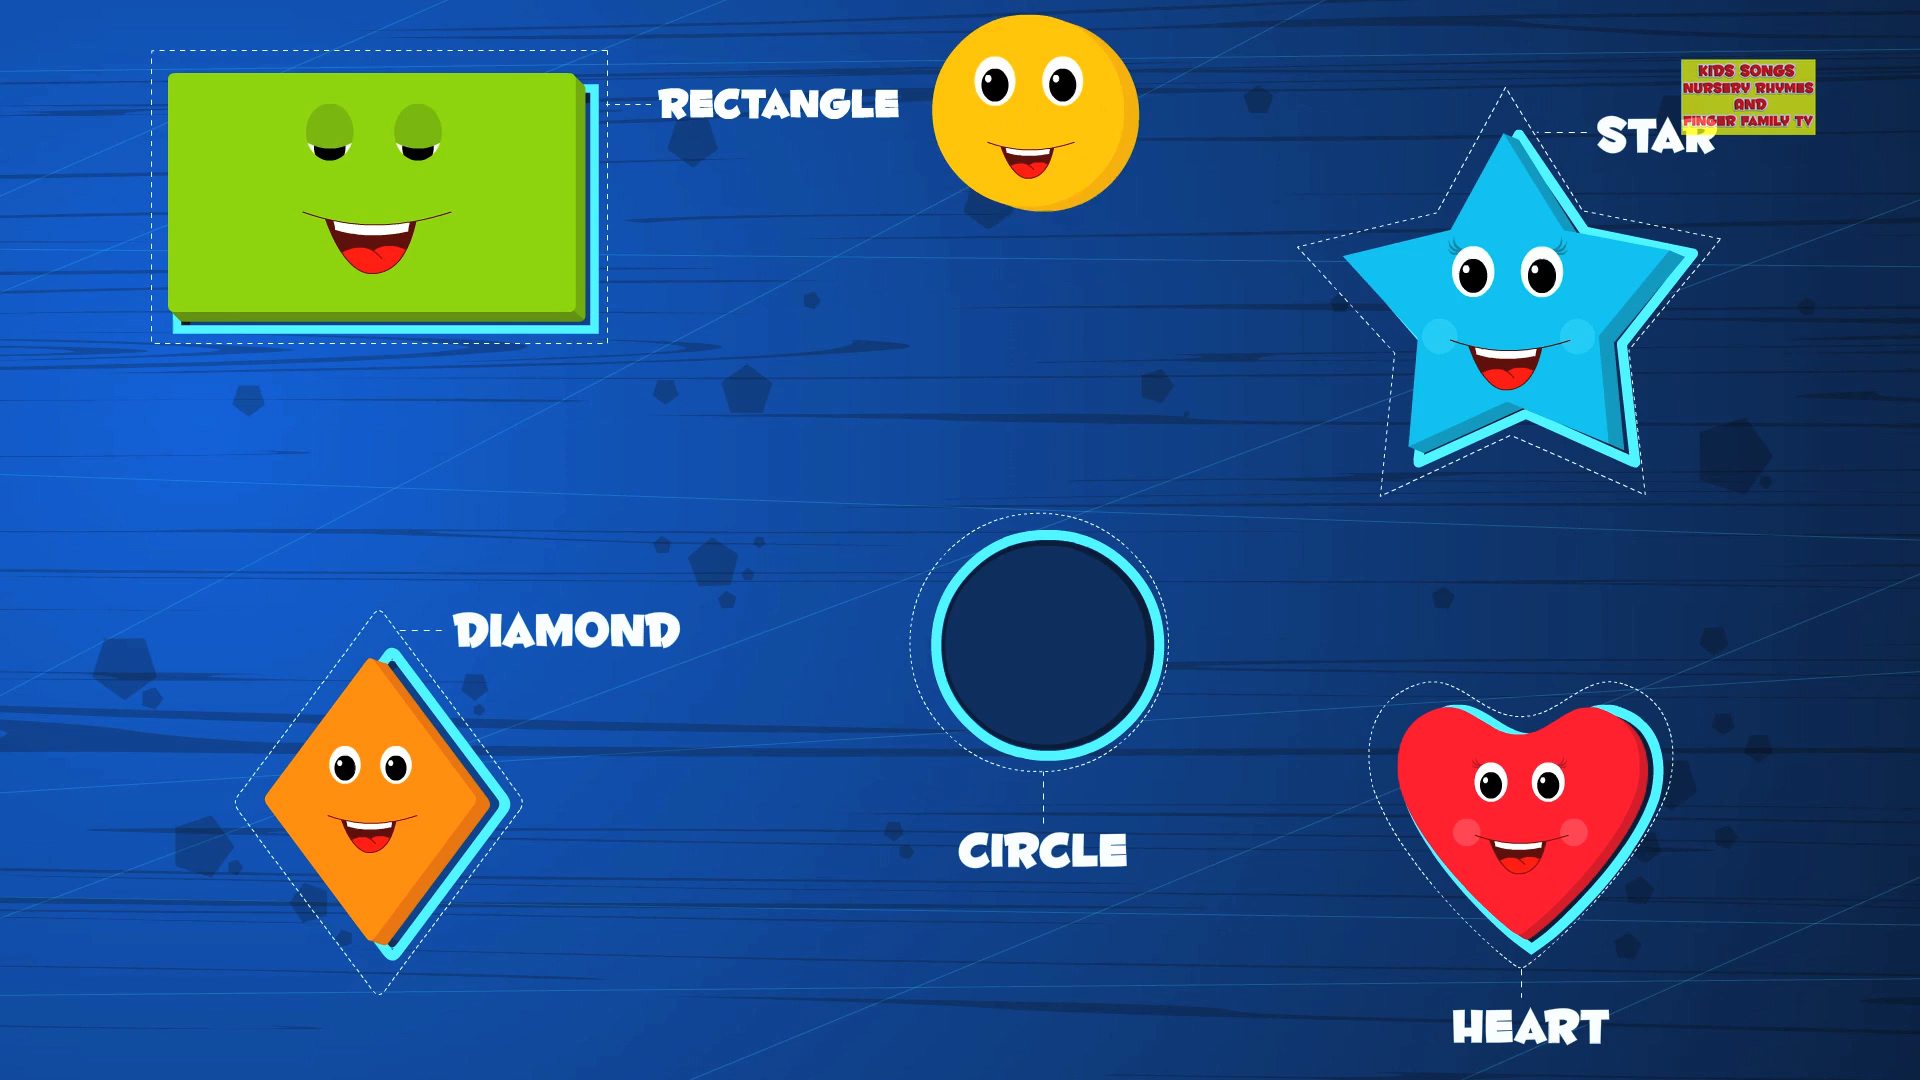 RECTANGLE
STAR
KIDS SONGS
NURSERY RHYMES
AND
FINGER FAMILY TV
DIAMOND
CIRCLE
HEART